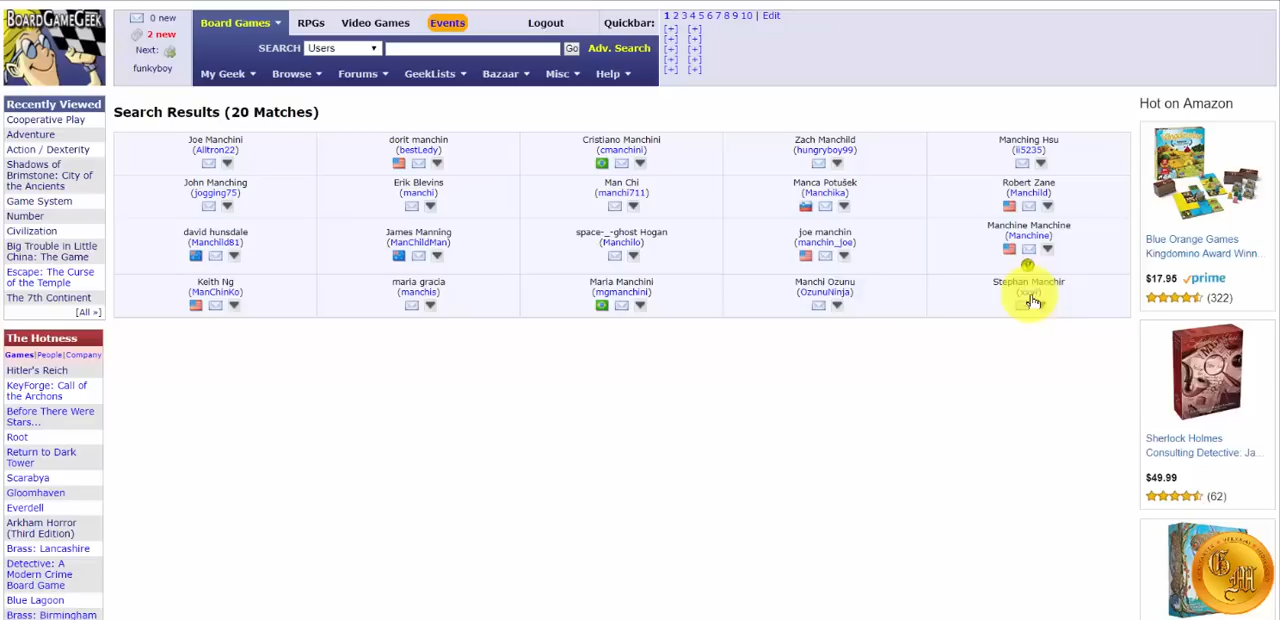 BOARDGAMEGEEK
0 new
2 new
Next:
funkyboy
Board Games
RPGs
Video Games
Events
Logout
Quickbar:
1 2 3 4 5 6 7 8 9 10 | Edit
[+] [+]
[+] [+]
[+] [+]
[+] [+]
[+] [+]
SEARCH Users Go Adv. Search
My Geek Browse Forums GeekLists Bazaar Misc Help
Recently Viewed
Cooperative Play
Adventure
Action / Dexterity
Shadows of
Brimstone: City of
the Ancients
Game System
Number
Civilization
Big Trouble in Little
China: The Game
Escape: The Curse
of the Temple
The 7th Continent
[All »]
The Hotness
Games|People|Company
Hitler's Reich
KeyForge: Call of
the Archons
Before There Were
Stars...
Root
Return to Dark
Tower
Scarabya
Gloomhaven
Everdell
Arkham Horror
(Third Edition)
Brass: Lancashire
Detective: A
Modern Crime
Board Game
Blue Lagoon
Brass: Birmingham
Search Results (20 Matches)
Joe Manchini
(Alltron22)
dorit manchin
(bestLedy)
Cristiano Manchini
(cmanchini)
Zach Manchild
(hungryboy99)
Manching Hsu
(ii5235)
John Manching
(jogging75)
Erik Blevins
(manchi)
Man Chi
(manchi711)
Manca Potušek
(Manchika)
Robert Zane
(Manchild)
david hunsdale
(Manchild81)
James Manning
(ManChildMan)
space-_-ghost Hogan
(Manchilo)
joe manchin
(manchin_joe)
Manchine Manchine
(Manchine)
Keith Ng
(ManChinKo)
maria gracia
(manchis)
Maria Manchini
(mgmanchini)
Manchi Ozunu
(OzunuNinja)
Stephan Manchir
Hot on Amazon
Blue Orange Games
Kingdomino Award Winn...
$17.95 prime
(322)
Sherlock Holmes
Consulting Detective: Ja...
$49.99
(62)
GM